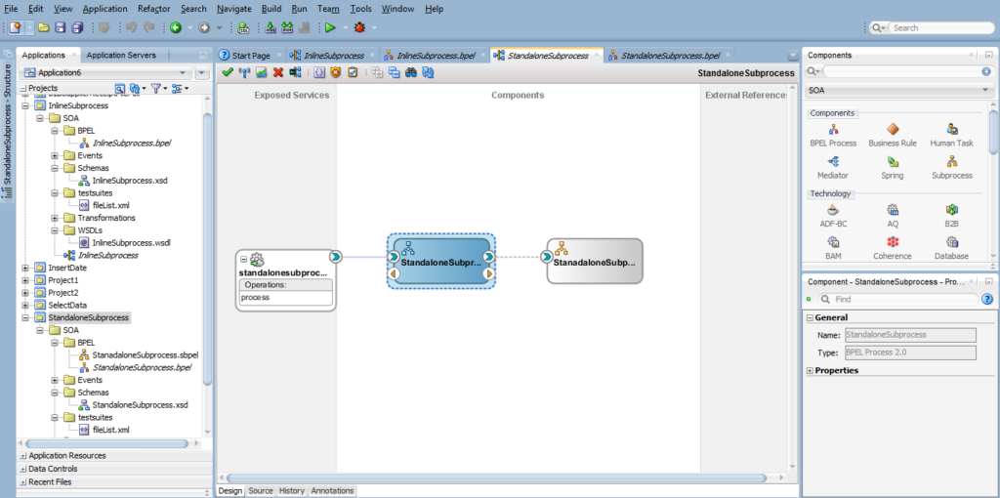 File Edit View Application Refactor Search Navigate Build Run Team Tools Window Help
Search
Applications Application Servers
Application6
Projects
InlineSubprocess
SOA
BPEL
InlineSubprocess.bpel
Events
Schemas
InlineSubprocess.xsd
testsuites
fileList.xml
Transformations
WSDLs
InlineSubprocess.wsdl
InlineSubprocess
InsertDate
Project1
Project2
SelectData
StandaloneSubprocess
SOA
BPEL
StanadaloneSubprocess.sbpel
StandaloneSubprocess.bpel
Events
Schemas
StandaloneSubprocess.xsd
testsuites
fileList.xml
Application Resources
Data Controls
Recent Files
StandaloneSubprocess - Structure
Start Page InlineSubprocess InlineSubprocess.bpel StandaloneSubprocess StandaloneSubprocess.bpel
StandaloneSubprocess
Exposed Services Components External References
standalonesubproc...
Operations:
process
StandaloneSubpr...
StanadaloneSubp...
Design Source History Annotations
Components
SOA
Components
BPEL Process Business Rule Human Task
Mediator Spring Subprocess
Technology
ADF-BC AQ B2B
BAM Coherence Database
Component - StandaloneSubprocess - Pro...
Find
General
Name: StandaloneSubprocess
Type: BPEL Process 2.0
Properties